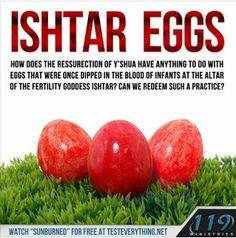 ISHTAR EGGS
HOW DOES THE RESSURECTION OF Y'SHUA HAVE ANYTHING TO DO WITH
EGGS THAT WERE ONCE DIPPED IN THE BLOOD OF INFANTS AT THE ALTAR
OF THE FERTILITY GODDESS ISHTAR? CAN WE REDEEM SUCH A PRACTICE?
WATCH "SUNBURNED" FOR FREE AT TESTEVERYTHING.NET
119
MINISTRIES